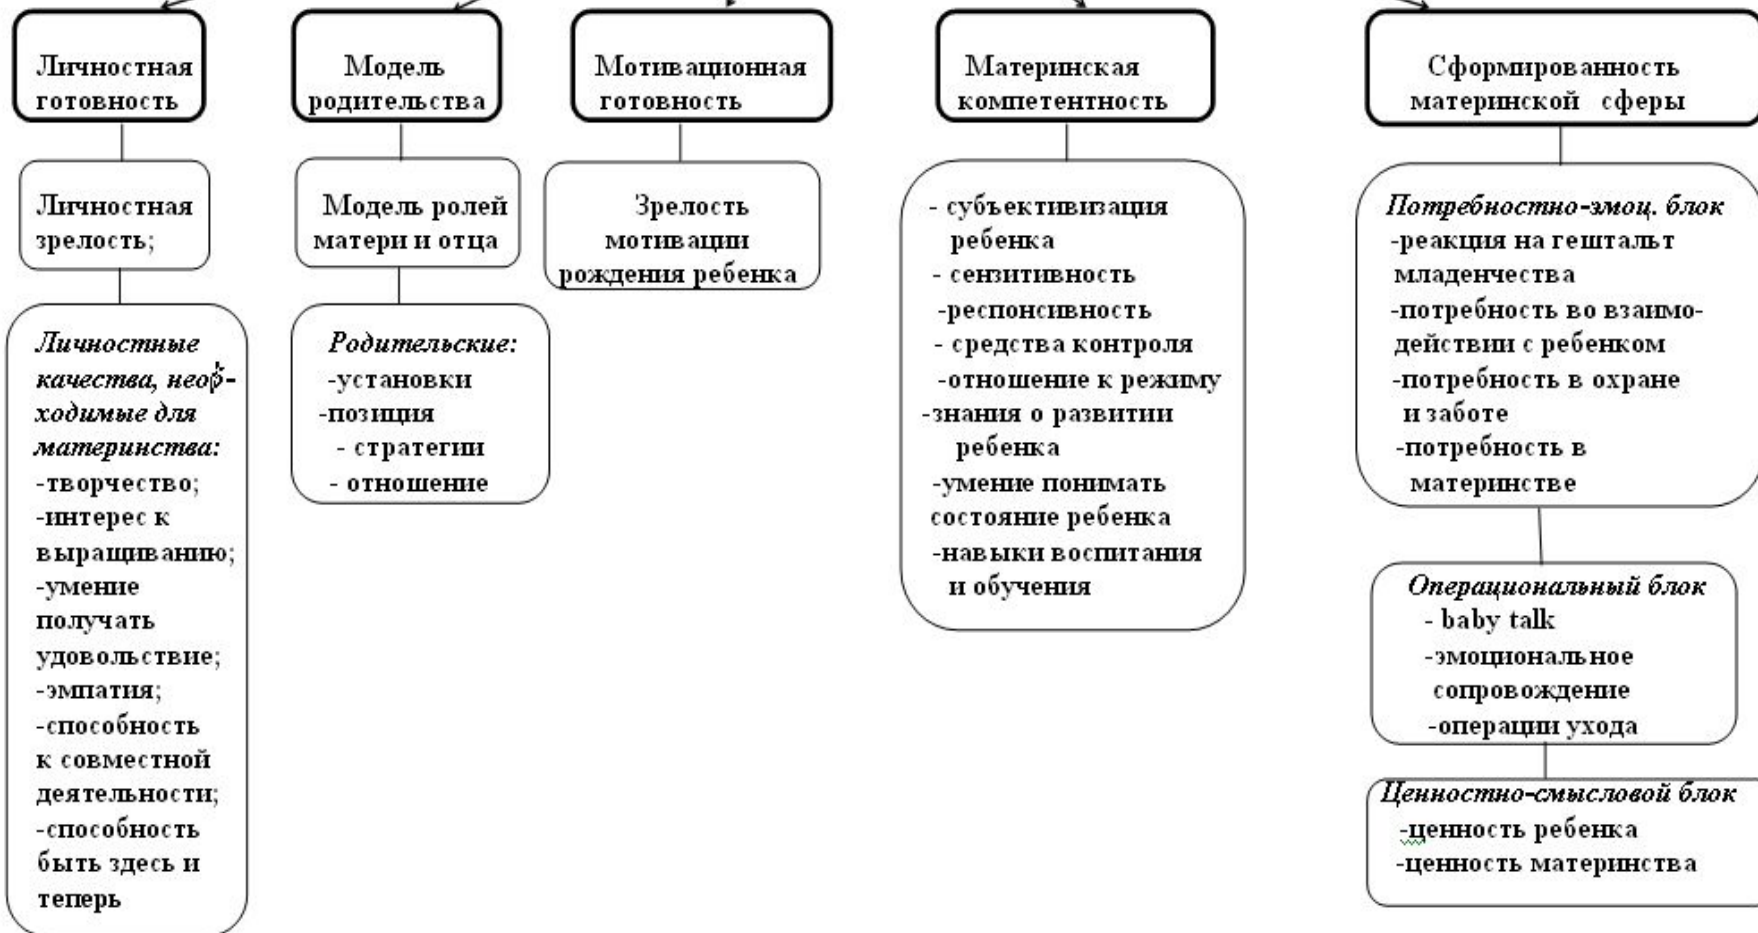 Личностная
готовность
Модель
родительства
Мотивационная
готовность
Материнская
компетентность
Сформированность
материнской сферы
Личностная
зрелость;
Модель ролей
матери и отца
Зрелость
мотивации
рождения ребенка
Личностные
качества, необ-
ходимые для
материнства:
-творчество;
-интерес к
выращиванию;
-умение
получать
удовольствие;
-эмпатия;
-способность
к совместной
деятельности;
-способность
быть здесь и
теперь
Родительские:
-установки
-позиция
- стратегии
- отношение
- субъективизация
ребенка
- сензитивность
-респонсивность
- средства контроля
-отношение к режиму
-знания о развитии
ребенка
-умение понимать
состояние ребенка
-навыки воспитания
и обучения
Потребностно-эмоц. блок
-реакция на гештальт
младенчества
-потребность во взаимо-
действии с ребенком
-потребность в охране
и заботе
-потребность в
материнстве
Операциональный блок
- baby talk
-эмоциональное
сопровождение
-операции ухода
Ценностно-смысловой блок
-ценность ребенка
-ценность материнства